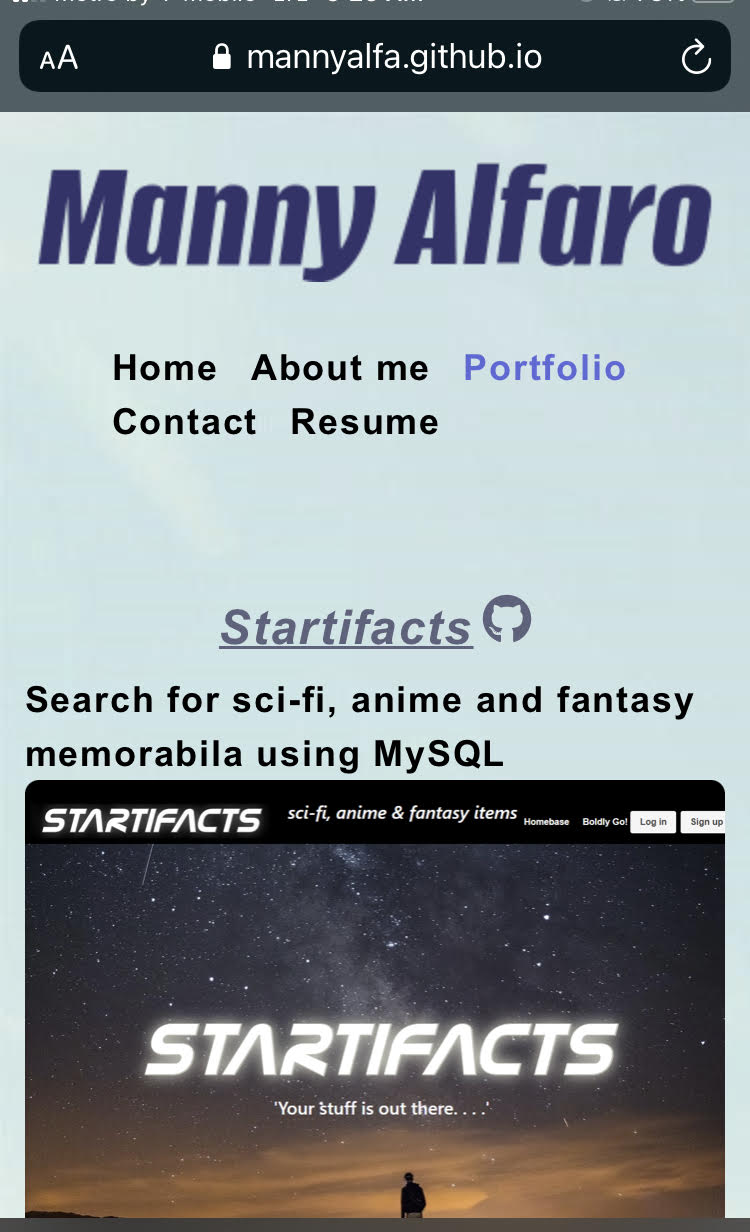 AA mannyalfa.github.io
Manny Alfaro
Home About me Portfolio
Contact Resume
Startifacts
Search for sci-fi, anime and fantasy
memorabila using MySQL
STARTIFACTS sci-fi, anime & fantasy items Homebase Boldly Go! Log in Sign up
STARTIFACTS
'Your stuff is out there. . . .'